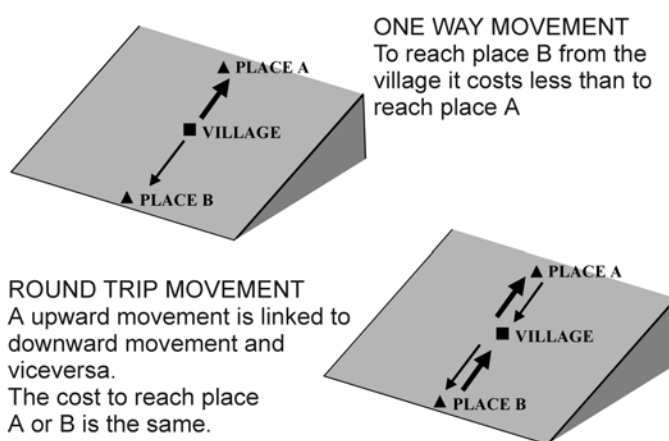 ONE WAY MOVEMENT
To reach place B from the
village it costs less than to
reach place A
PLACE A
VILLAGE
PLACE B
ROUND TRIP MOVEMENT
A upward movement is linked to
downward movement and
viceversa.
The cost to reach place
A or B is the same.
PLACE A
VILLAGE
PLACE B